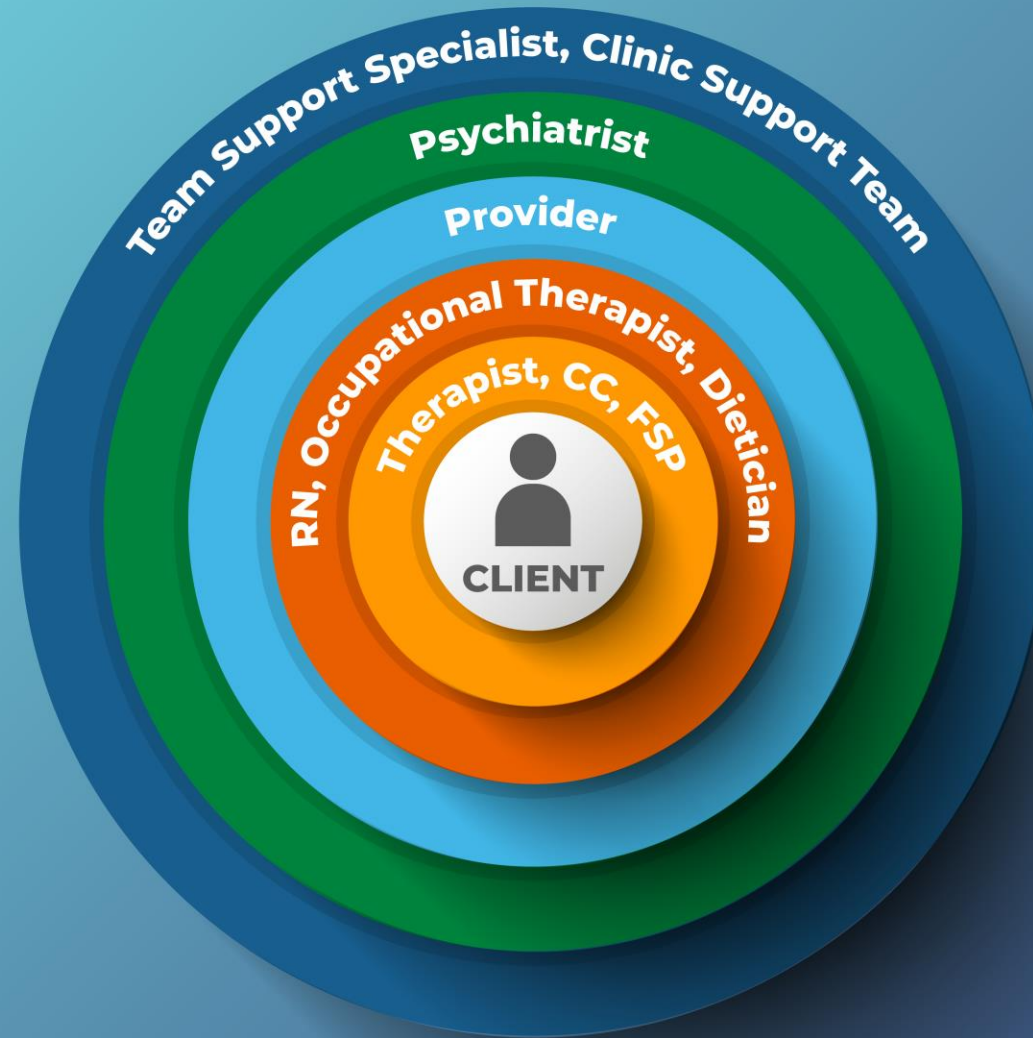 Team Support Specialist, Clinic Support Team
Psychiatrist
Provider
RN, Occupational Therapist, Dietician
Therapist, CC, FSP
CLIENT